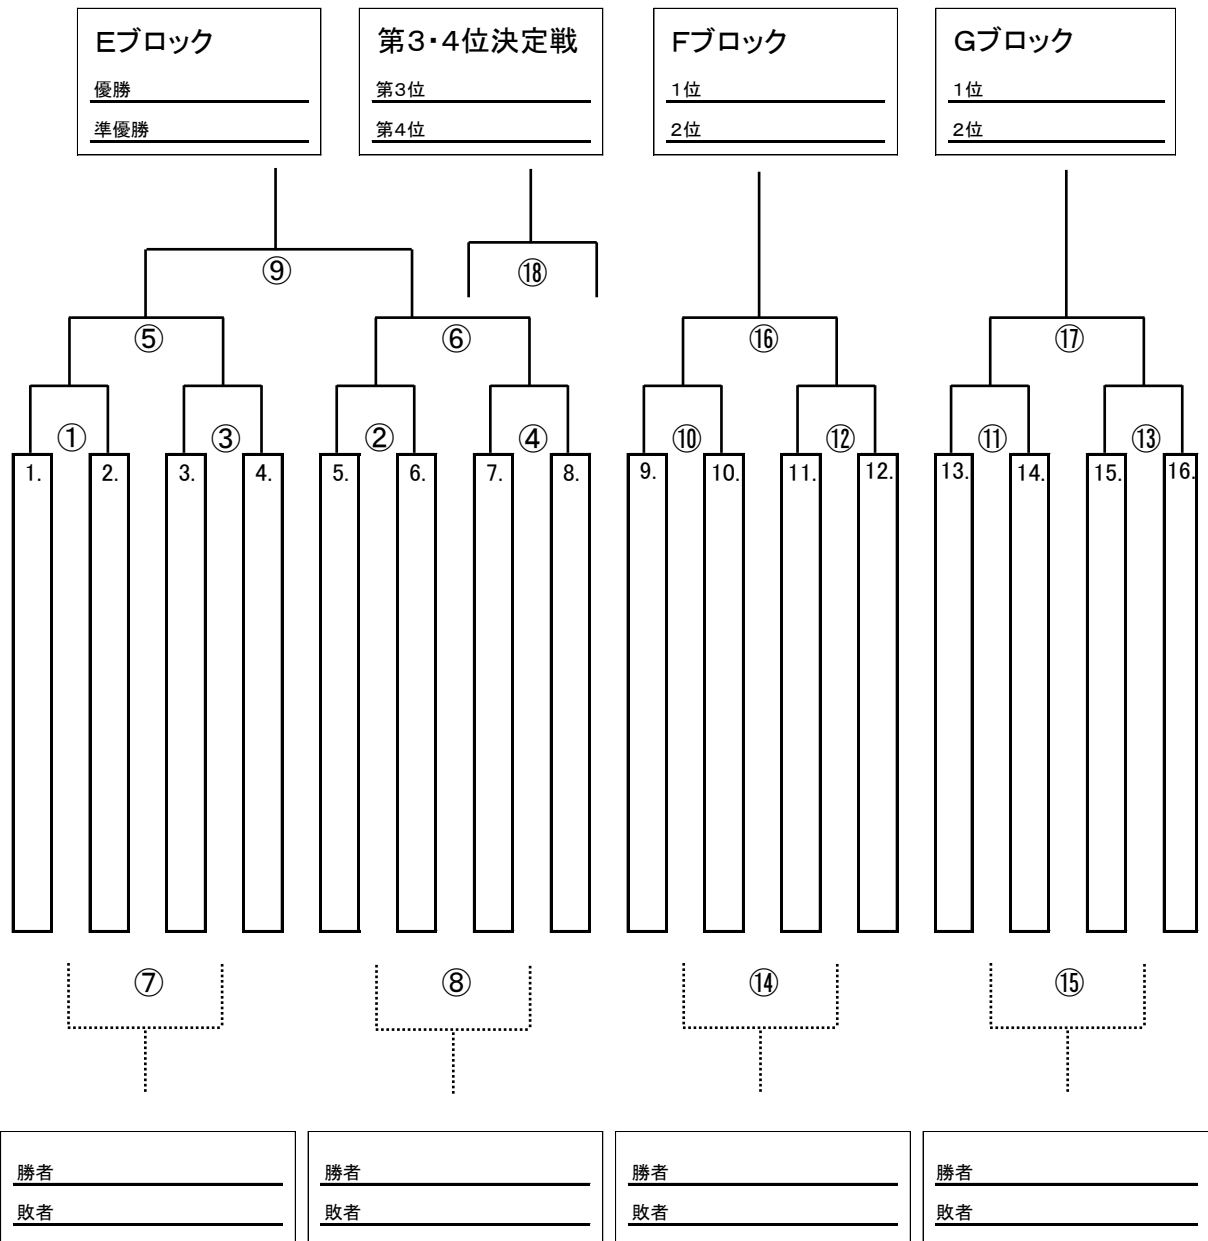 Eブロック 第3・4位決定戦 Fブロック Gブロック
優勝 第3位 1位 1位
準優勝 第4位 2位 2位
⑨ ⑱
⑤ ⑥ ⑯ ⑰
① ③ ② ④ ⑩ ⑫ ⑪ ⑬
1. 2. 3. 4. 5. 6. 7. 8. 9. 10. 11. 12. 13. 14. 15. 16.
⑦ ⑧ ⑭ ⑮
勝者 勝者 勝者 勝者
敗者 敗者 敗者 敗者